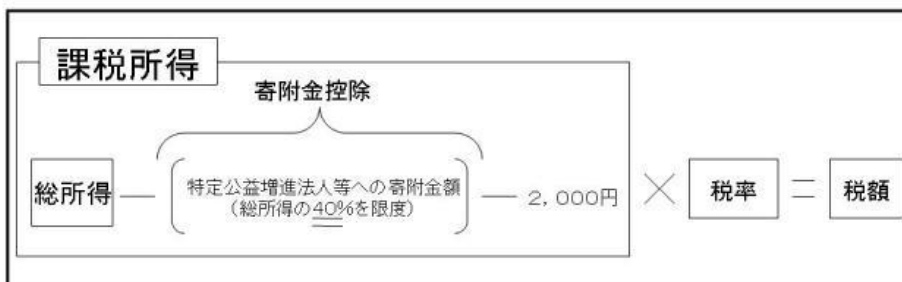 課税所得
寄附金控除
総所得 — 特定公益増進法人等への寄附金額 — 2,000円 × 税率 = 税額
(総所得の40%を限度)